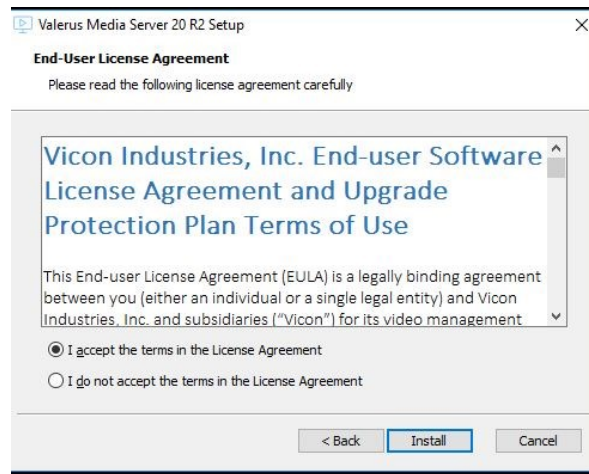 Valerus Media Server 20 R2 Setup
End-User License Agreement
Please read the following license agreement carefully
Vicon Industries, Inc. End-user Software
License Agreement and Upgrade
Protection Plan Terms of Use
This End-user License Agreement (EULA) is a legally binding agreement
between you (either an individual or a single legal entity) and Vicon
Industries, Inc. and subsidiaries ("Vicon") for its video management
I accept the terms in the License Agreement
I do not accept the terms in the License Agreement
< Back Install Cancel